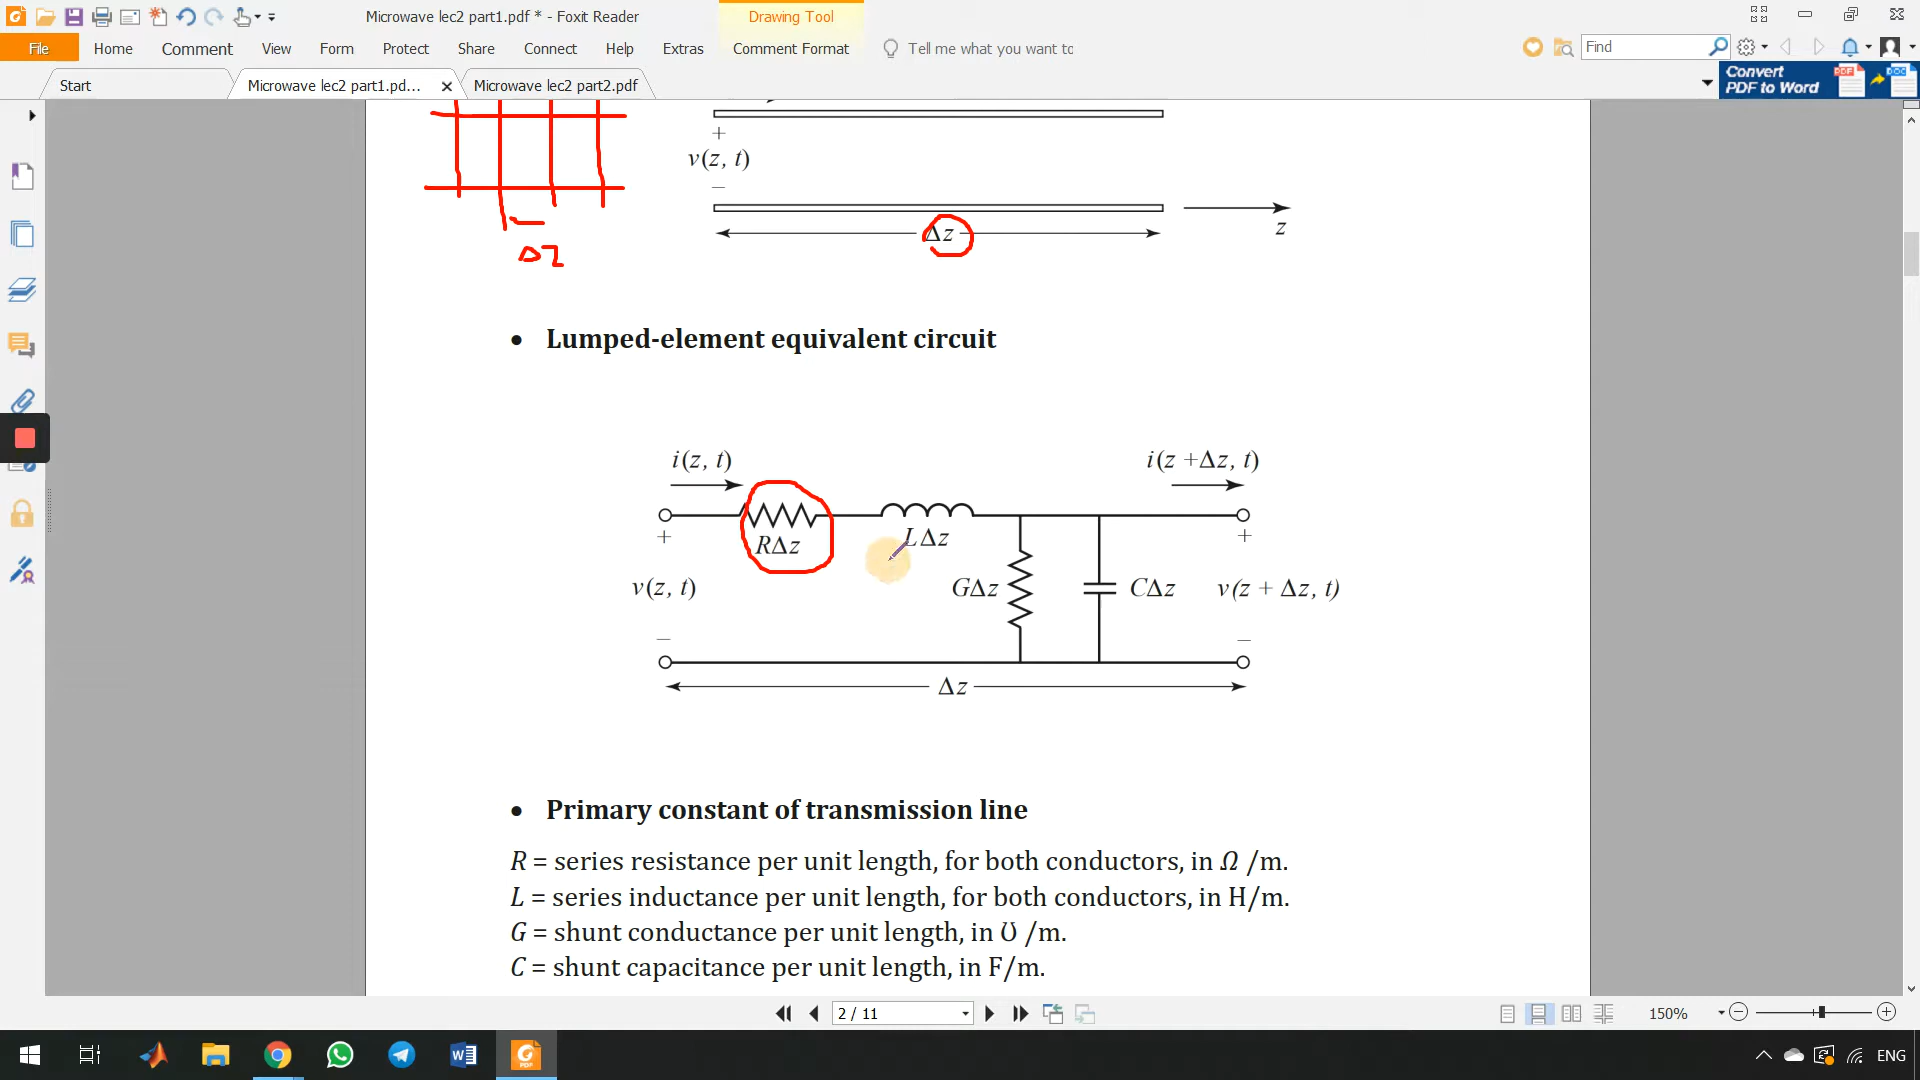 Microwave lec2 part1.pdf * - Foxit Reader
Drawing Tool
File Home Comment View Form Protect Share Connect Help Extras Comment Format Tell me what you want to Find
Start Microwave lec2 part1.pd... Microwave lec2 part2.pdf
Convert
PDF to Word
+
v(z, t)
−
Δz
z
Δz
• Lumped-element equivalent circuit
i(z, t)
i(z +Δz, t)
RΔz
LΔz
+
+
v(z, t)
GΔz
CΔz
v(z + Δz, t)
−
−
Δz
• Primary constant of transmission line
R = series resistance per unit length, for both conductors, in Ω /m.
L = series inductance per unit length, for both conductors, in H/m.
G = shunt conductance per unit length, in ℧ /m.
C = shunt capacitance per unit length, in F/m.
2 / 11
150%
ENG